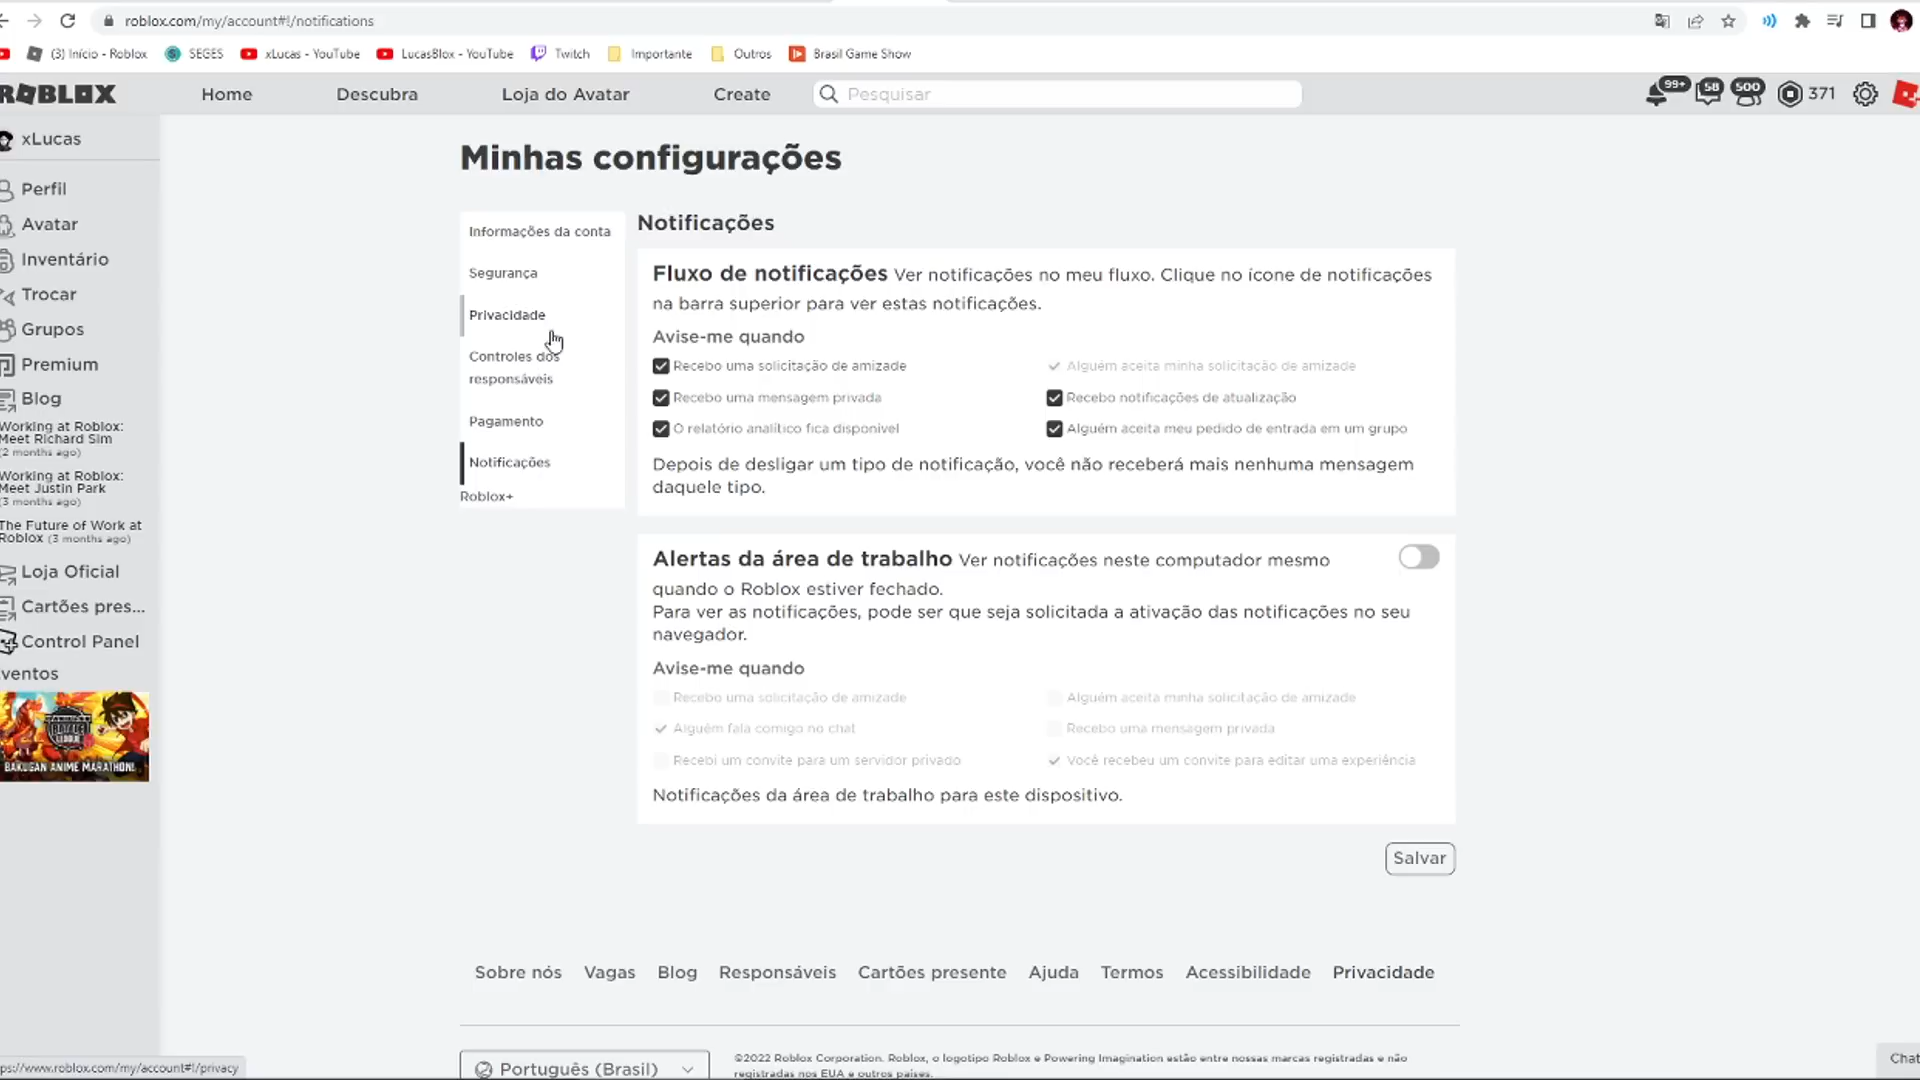 roblox.com/my/account#!/notifications
(3) Início - Roblox SEGES xLucas - YouTube LucasBlox - YouTube Twitch Importante Outros Brasil Game Show
ROBLOX Home Descubra Loja do Avatar Create Pesquisar 99+ 58 500 371
xLucas
Perfil
Avatar
Inventário
Trocar
Grupos
Premium
Blog
Working at Roblox:
Meet Richard Sim
(2 months ago)
Working at Roblox:
Meet Justin Park
(3 months ago)
The Future of Work at
Roblox (3 months ago)
Loja Oficial
Cartões pres...
Control Panel
ventos
BATTLE
BAKUGAN ANIME MARATHON!
Minhas configurações
Informações da conta
Segurança
Privacidade
Controles dos
responsáveis
Pagamento
Notificações
Roblox+
Notificações
Fluxo de notificações Ver notificações no meu fluxo. Clique no ícone de notificações
na barra superior para ver estas notificações.
Avise-me quando
Recebo uma solicitação de amizade Alguém aceita minha solicitação de amizade
Recebo uma mensagem privada Recebo notificações de atualização
O relatório analítico fica disponível Alguém aceita meu pedido de entrada em um grupo
Depois de desligar um tipo de notificação, você não receberá mais nenhuma mensagem
daquele tipo.
Alertas da área de trabalho Ver notificações neste computador mesmo
quando o Roblox estiver fechado.
Para ver as notificações, pode ser que seja solicitada a ativação das notificações no seu
navegador.
Avise-me quando
Recebo uma solicitação de amizade Alguém aceita minha solicitação de amizade
Alguém fala comigo no chat Recebo uma mensagem privada
Recebi um convite para um servidor privado Você recebeu um convite para editar uma experiência
Notificações da área de trabalho para este dispositivo.
Salvar
Sobre nós Vagas Blog Responsáveis Cartões presente Ajuda Termos Acessibilidade Privacidade
Português (Brasil)
©2022 Roblox Corporation. Roblox, o logotipo Roblox e Powering Imagination estão entre nossas marcas registradas e não
registradas nos EUA e outros países.
ps://www.roblox.com/my/account#!/privacy
Chat